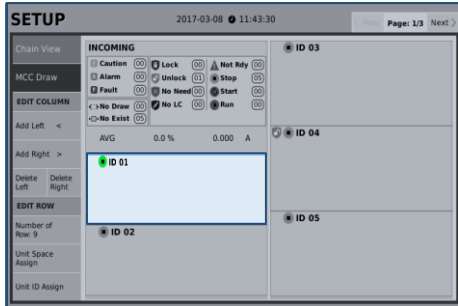 SETUP
2017-03-08 11:43:30
< Prev Page: 1/3 Next >
Chain View
MCC Draw
EDIT COLUMN
Add Left <
Add Right >
Delete Left Delete Right
EDIT ROW
Number of Row: 9
Unit Space Assign
Unit ID Assign
INCOMING
Caution 00 Lock 00 Not Rdy 00
Alarm 00 Unlock 01 Stop 05
Fault 00 No Need 00 Start 00
<>No Draw 00 No LC 00 Run 00
No Exist 05
AVG 0.0 % 0.000 A
ID 01
ID 02
ID 03
ID 04
ID 05